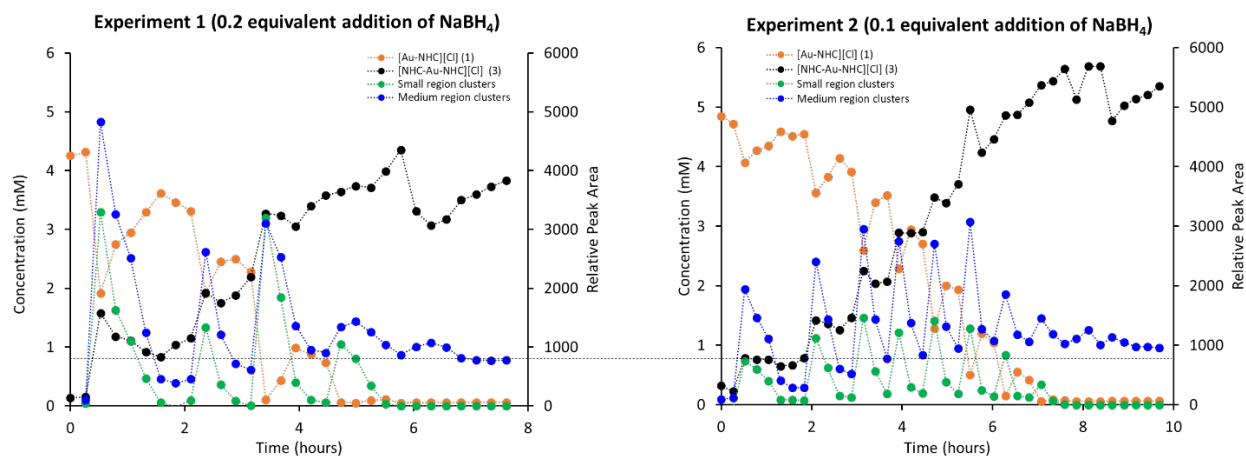 Experiment 1 (0.2 equivalent addition of NaBH4)
[Au-NHC][Cl] (1)
[NHC-Au-NHC][Cl] (3)
Small region clusters
Medium region clusters
Concentration (mM)
6
5
4
3
2
1
0
Relative Peak Area
6000
5000
4000
3000
2000
1000
0
0
2
4
6
8
Time (hours)
Experiment 2 (0.1 equivalent addition of NaBH4)
[Au-NHC][Cl] (1)
[NHC-Au-NHC][Cl] (3)
Small region clusters
Medium region clusters
Concentration (mM)
6
5
4
3
2
1
0
Relative Peak Area
6000
5000
4000
3000
2000
1000
0
0
2
4
6
8
10
Time (hours)